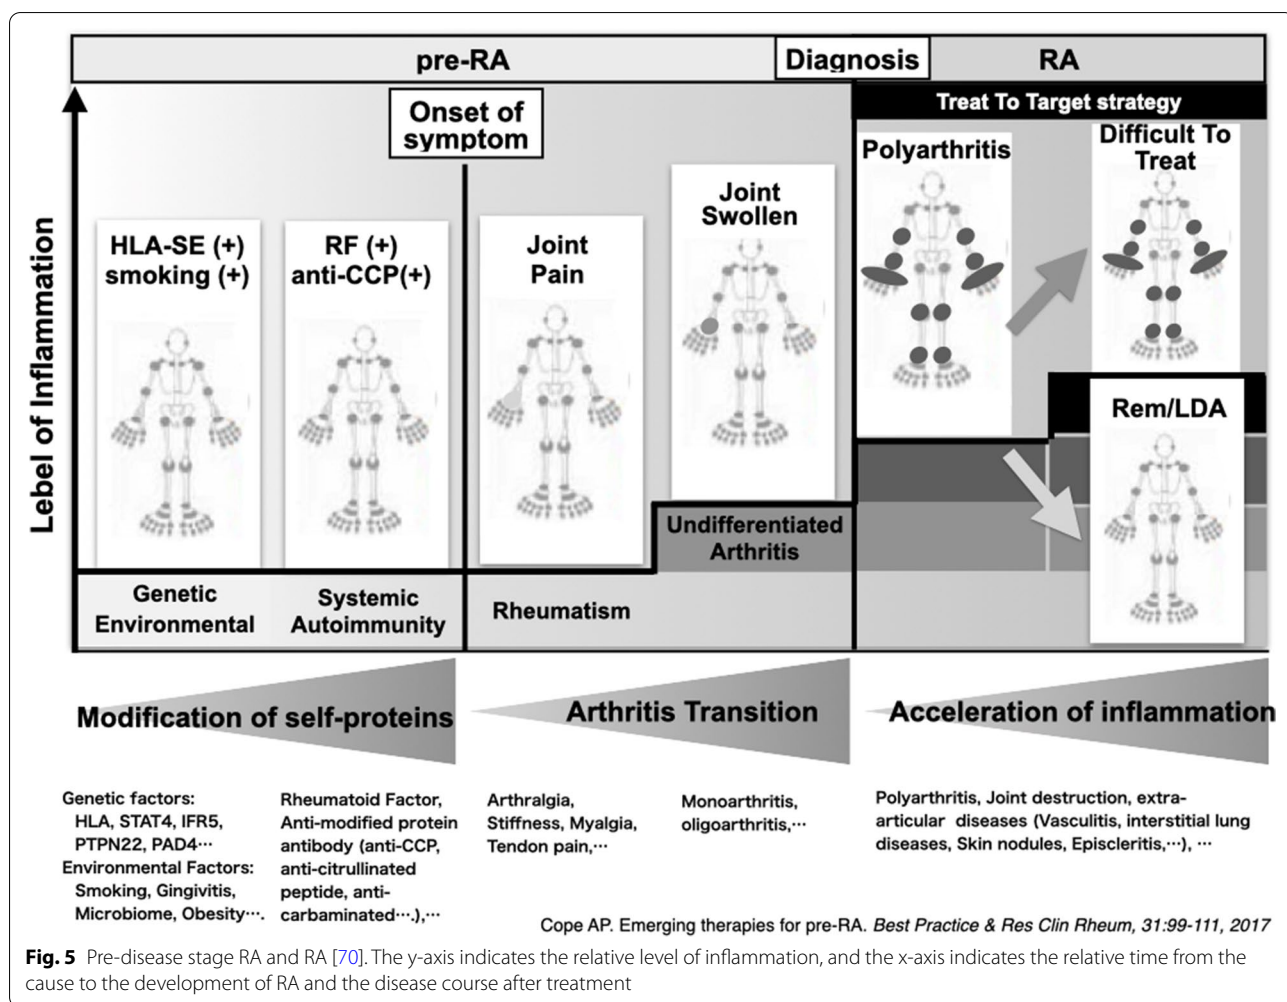 pre-RA
Diagnosis
RA
Onset of
symptom
Treat To Target strategy
Lebel of Inflammation
HLA-SE (+)
smoking (+)
RF (+)
anti-CCP(+)
Joint
Pain
Joint
Swollen
Polyarthritis
Difficult To
Treat
Rem/LDA
Undifferentiated
Arthritis
Genetic
Environmental
Systemic
Autoimmunity
Rheumatism
Modification of self-proteins
Arthritis Transition
Acceleration of inflammation
Genetic factors:
HLA, STAT4, IFR5,
PTPN22, PAD4…
Environmental Factors:
Smoking, Gingivitis,
Microbiome, Obesity….
Rheumatoid Factor,
Anti-modified protein
antibody (anti-CCP,
anti-citrullinated
peptide, anti-
carbaminated….),…
Arthralgia,
Stiffness, Myalgia,
Tendon pain,…
Monoarthritis,
oligoarthritis,…
Polyarthritis, Joint destruction, extra-
articular diseases (Vasculitis, interstitial lung
diseases, Skin nodules, Episcleritis,…), …
Cope AP. Emerging therapies for pre-RA. Best Practice & Res Clin Rheum, 31:99-111, 2017
Fig. 5 Pre-disease stage RA and RA [70]. The y-axis indicates the relative level of inflammation, and the x-axis indicates the relative time from the
cause to the development of RA and the disease course after treatment